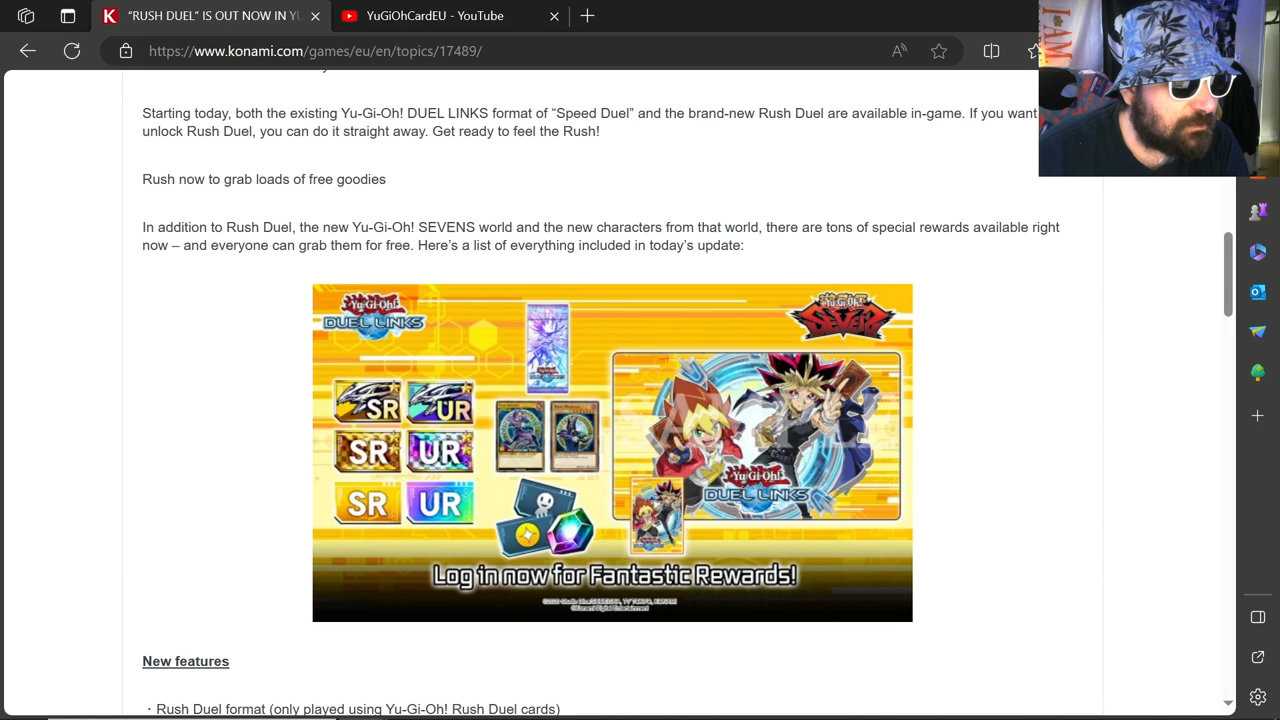 "RUSH DUEL" IS OUT NOW IN YU
YuGiOhCardEU - YouTube
https://www.konami.com/games/eu/en/topics/17489/
Starting today, both the existing Yu-Gi-Oh! DUEL LINKS format of “Speed Duel” and the brand-new Rush Duel are available in-game. If you want
unlock Rush Duel, you can do it straight away. Get ready to feel the Rush!
Rush now to grab loads of free goodies
In addition to Rush Duel, the new Yu-Gi-Oh! SEVENS world and the new characters from that world, there are tons of special rewards available right
now – and everyone can grab them for free. Here’s a list of everything included in today’s update:
Yu-Gi-Oh!
DUEL LINKS
Yu-Gi-Oh!
SEVENS
SR UR
SR UR
SR UR
Yu-Gi-Oh!
DUEL LINKS
Log in now for Fantastic Rewards!
New features
・Rush Duel format (only played using Yu-Gi-Oh! Rush Duel cards)
I AM.